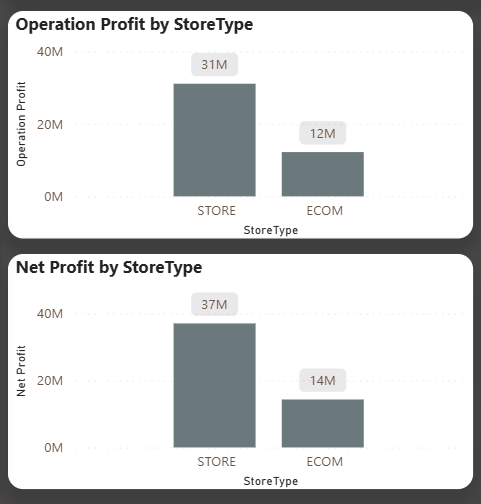 Operation Profit by StoreType
40M
31M
Operation Profit
20M
12M
0M
STORE ECOM
StoreType
Net Profit by StoreType
37M
40M
Net Profit
20M
14M
0M
STORE ECOM
StoreType